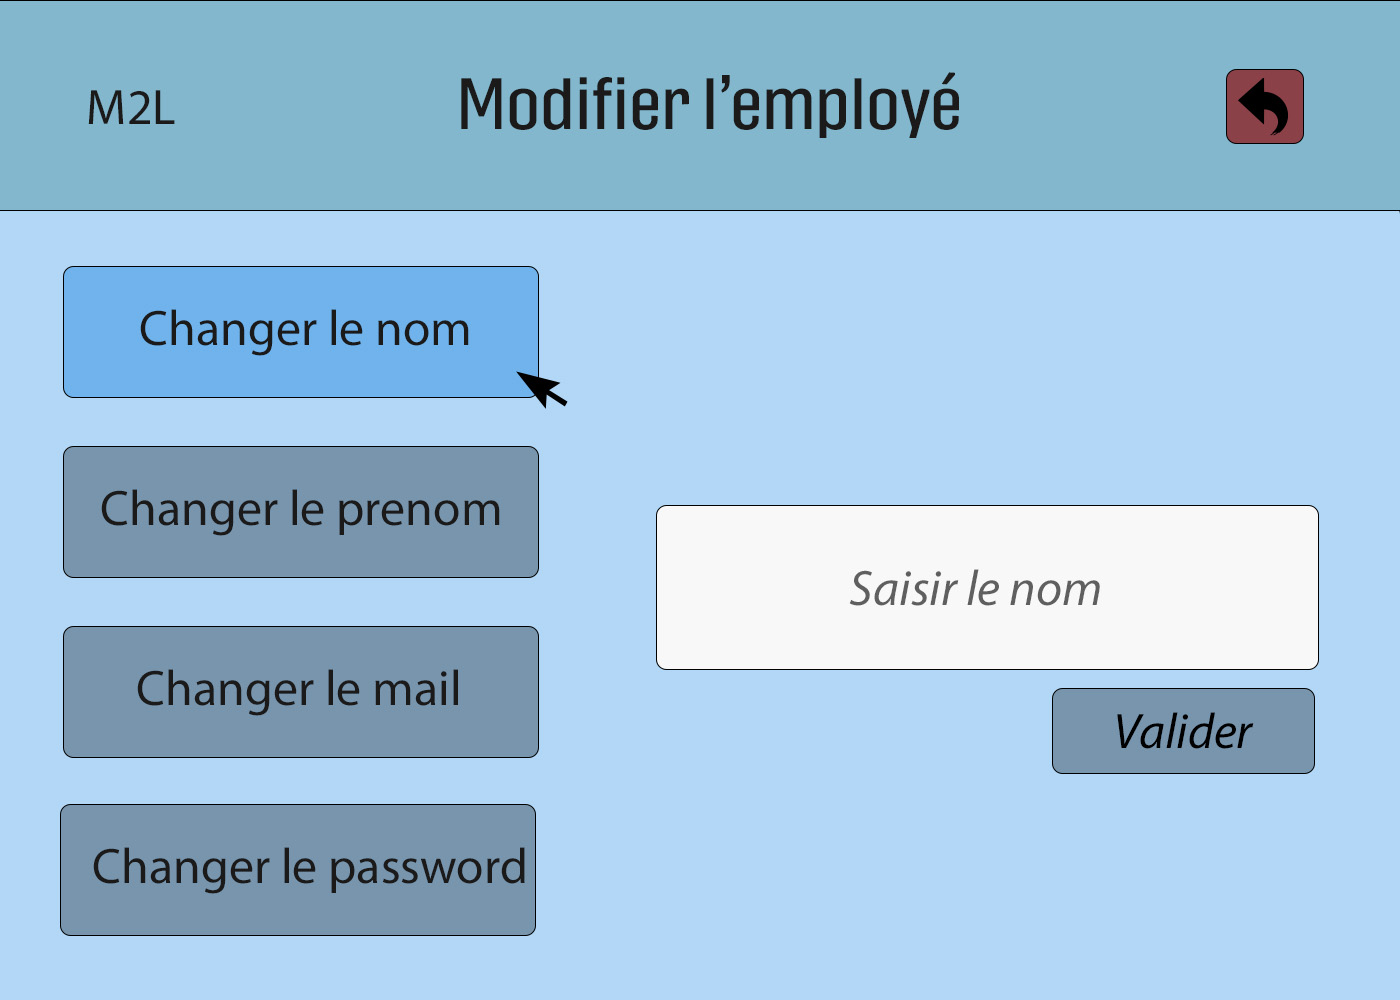 M2L
Modifier l’employé
Changer le nom
Changer le prenom
Changer le mail
Changer le password
Saisir le nom
Valider